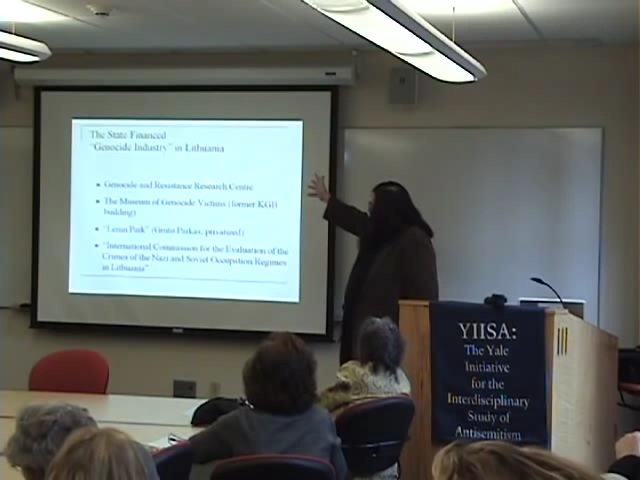 The State Financed
"Genocide Industry" in Lithuania
Genocide and Resistance Research Centre
The Museum of Genocide Victims (former KGB
building)
"Lenin Park" (Grutas Parkas, privatized)
"International Commission for the Evaluation of the
Crimes of the Nazi and Soviet Occupation Regimes
in Lithuania"
YIISA:
The Yale
Initiative
for the
Interdisciplinary
Study of
Antisemitism